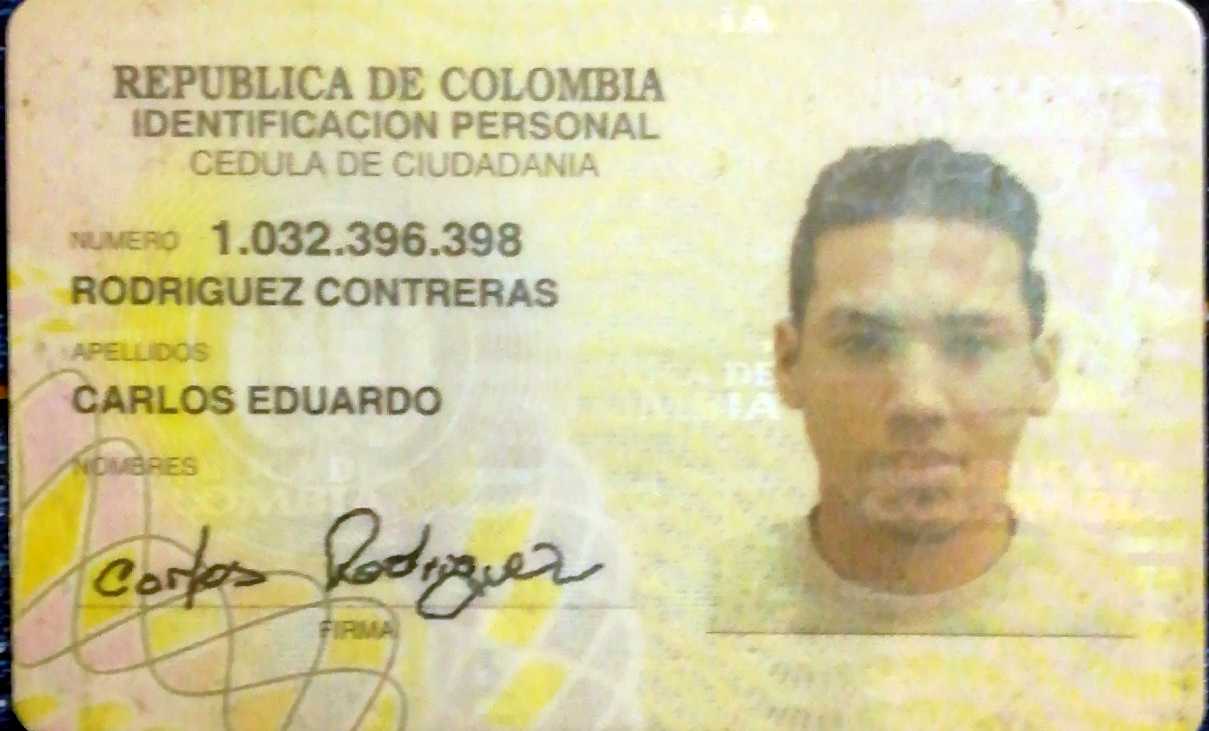 REPUBLICA DE COLOMBIA
IDENTIFICACION PERSONAL
CEDULA DE CIUDADANIA
NUMERO 1.032.396.398
RODRIGUEZ CONTRERAS
APELLIDOS
CARLOS EDUARDO
NOMBRES
Carlos Rodriguez
FIRMA